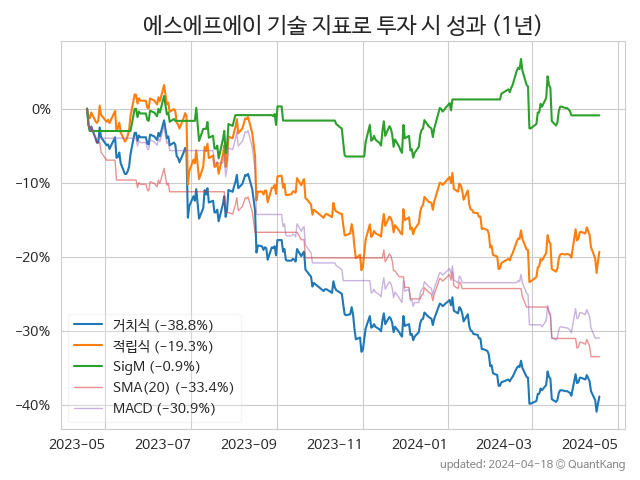 에스에프에이 기술 지표로 투자 시 성과 (1년)
0%
−10%
−20%
−30%
−40%
거치식 (−38.8%)
적립식 (−19.3%)
SigM (−0.9%)
SMA(20) (−33.4%)
MACD (−30.9%)
2023-05 2023-07 2023-09 2023-11 2024-01 2024-03 2024-05
updated: 2024-04-18 © QuantKang